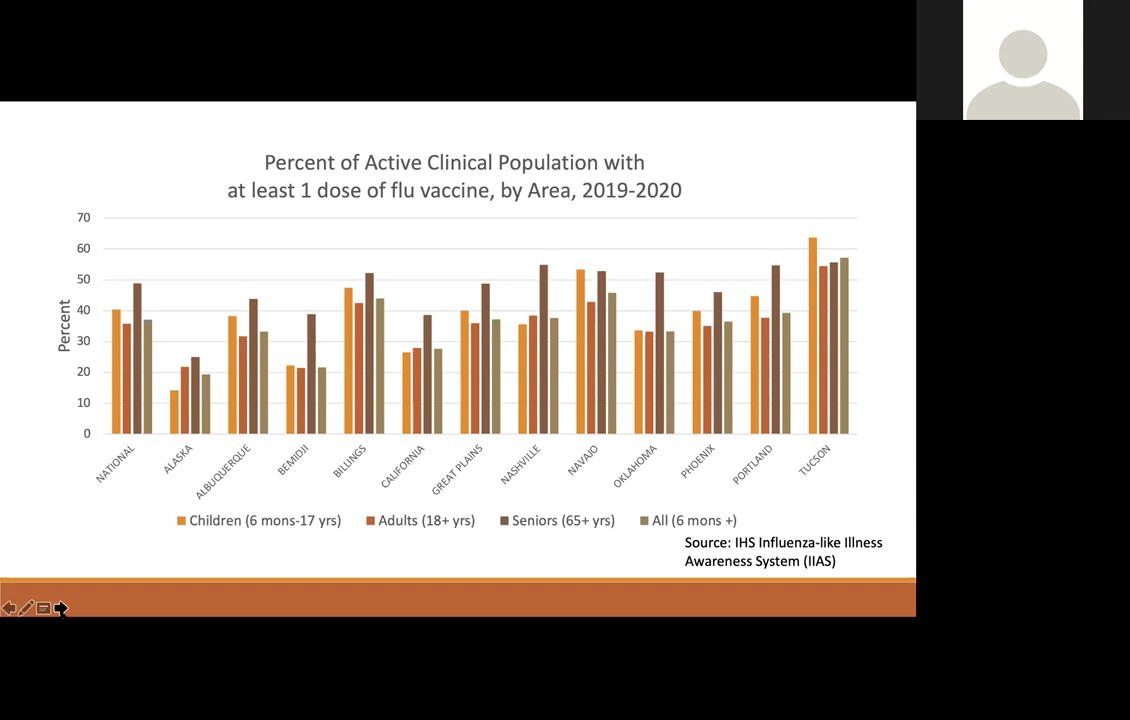 Percent of Active Clinical Population with
at least 1 dose of flu vaccine, by Area, 2019-2020
70
60
50
40
30
20
10
0
Percent
NATIONAL
ALASKA
ALBUQUERQUE
BEMIDJI
BILLINGS
CALIFORNIA
GREAT PLAINS
NASHVILLE
NAVAJO
OKLAHOMA
PHOENIX
PORTLAND
TUCSON
Children (6 mons-17 yrs) Adults (18+ yrs) Seniors (65+ yrs) All (6 mons +)
Source: IHS Influenza-like Illness
Awareness System (IIAS)